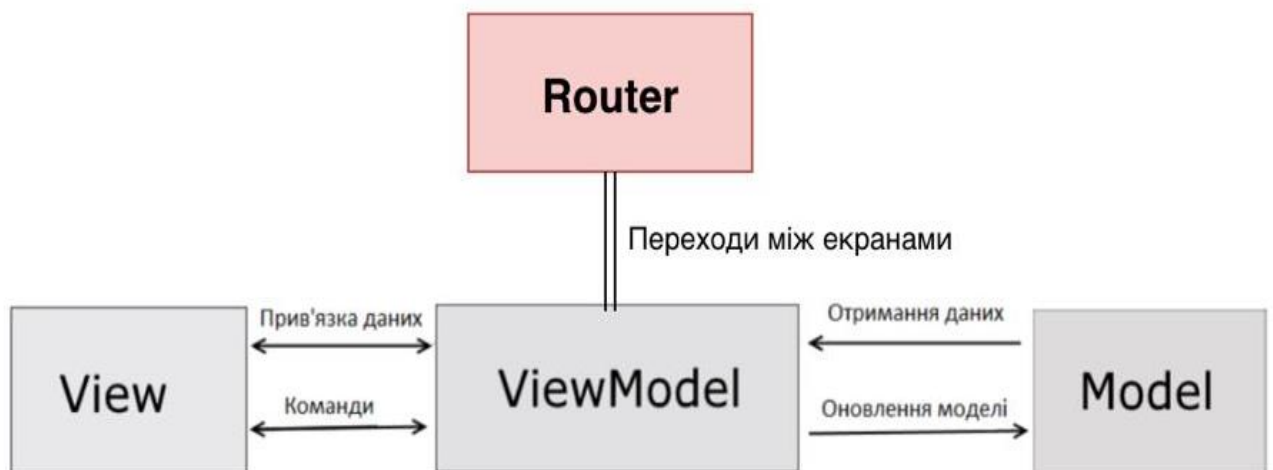 Router
Переходи між екранами
Прив'язка даних
Отримання даних
View
ViewModel
Model
Команди
Оновлення моделі